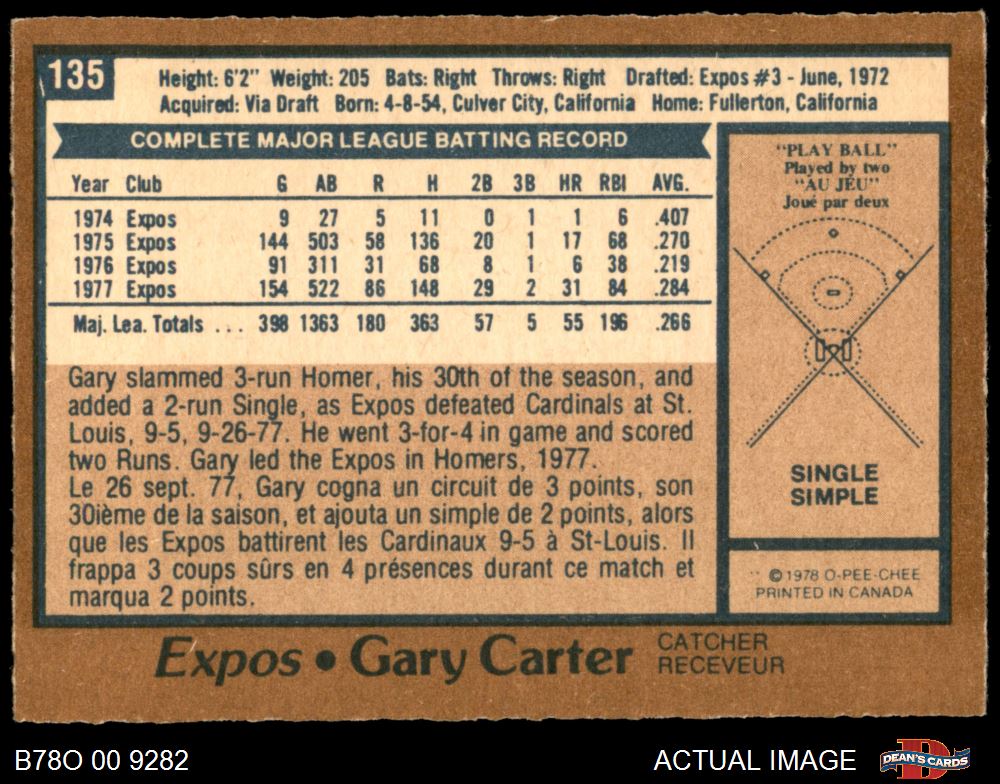 135
Height: 6'2" Weight: 205 Bats: Right Throws: Right Drafted: Expos #3 - June, 1972
Acquired: Via Draft Born: 4-8-54, Culver City, California Home: Fullerton, California
COMPLETE MAJOR LEAGUE BATTING RECORD
Year Club G AB R H 2B 3B HR RBI AVG.
1974 Expos 9 27 5 11 0 1 1 6 .407
1975 Expos 144 503 58 136 20 1 17 68 .270
1976 Expos 91 311 31 68 8 1 6 38 .219
1977 Expos 154 522 86 148 29 2 31 84 .284
Maj. Lea. Totals ... 398 1363 180 363 57 5 55 196 .266
Gary slammed 3-run Homer, his 30th of the season, and
added a 2-run Single, as Expos defeated Cardinals at St.
Louis, 9-5, 9-26-77. He went 3-for-4 in game and scored
two Runs. Gary led the Expos in Homers, 1977.
Le 26 sept. 77, Gary cogna un circuit de 3 points, son
30ième de la saison, et ajouta un simple de 2 points, alors
que les Expos battirent les Cardinaux 9-5 à St-Louis. Il
frappa 3 coups sûrs en 4 présences durant ce match et
marqua 2 points.
"PLAY BALL"
Played by two
"AU JEU"
Joué par deux
SINGLE
SIMPLE
© 1978 O-PEE-CHEE
PRINTED IN CANADA
Expos • Gary Carter
CATCHER
RECEVEUR
B78O 00 9282
ACTUAL IMAGE
DEAN'S CARDS